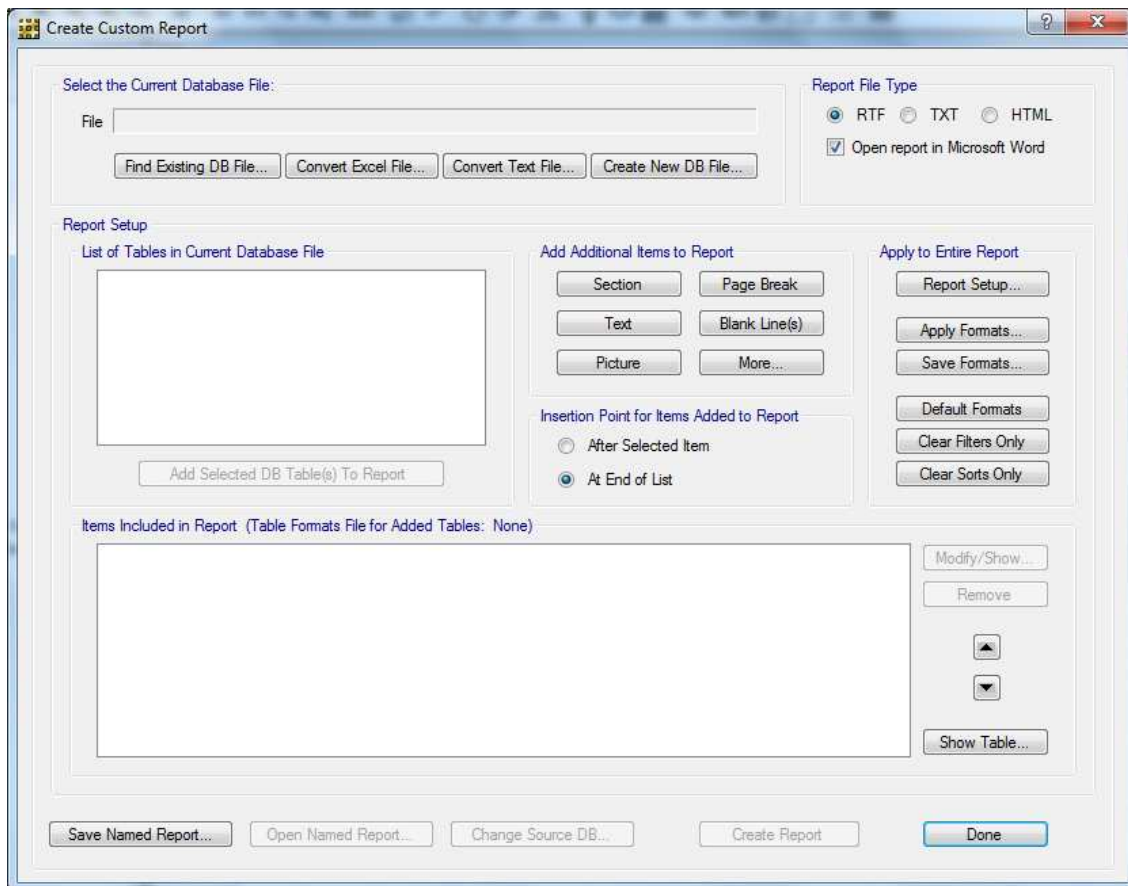 Create Custom Report
Select the Current Database File:
File
Find Existing DB File... Convert Excel File... Convert Text File... Create New DB File...
Report File Type
RTF TXT HTML
Open report in Microsoft Word
Report Setup
List of Tables in Current Database File
Add Selected DB Table(s) To Report
Add Additional Items to Report
Section Page Break
Text Blank Line(s)
Picture More...
Insertion Point for Items Added to Report
After Selected Item
At End of List
Apply to Entire Report
Report Setup...
Apply Formats...
Save Formats...
Default Formats
Clear Filters Only
Clear Sorts Only
Items Included in Report (Table Formats File for Added Tables: None)
Modify/Show...
Remove
Show Table...
Save Named Report... Open Named Report... Change Source DB... Create Report Done